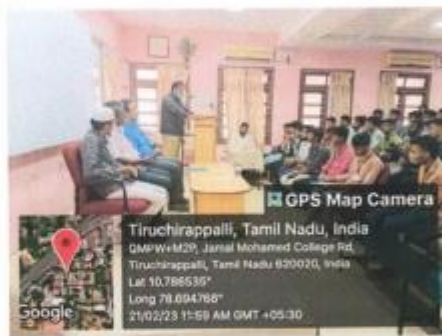 GPS Map Camera
Tiruchirappalli, Tamil Nadu, India
QMPW+M2P, Jamal Mohamed College Rd,
Tiruchirappalli, Tamil Nadu 620020, India
Lat 10.786535°
Long 78.694766°
21/02/23 11:59 AM GMT +05:30
Google